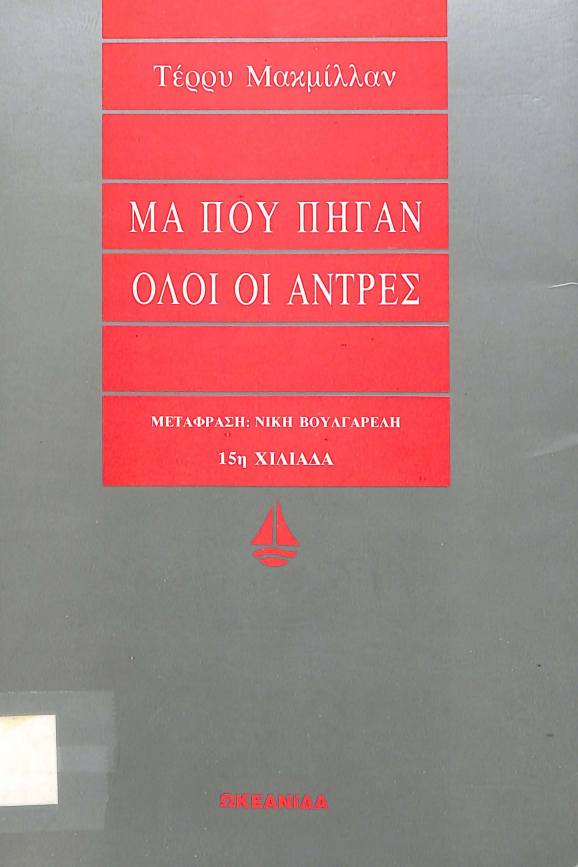 Τέρρυ Μακμίλλαν
ΜΑ ΠΟΥ ΠΗΓΑΝ
ΟΛΟΙ ΟΙ ΑΝΤΡΕΣ
ΜΕΤΑΦΡΑΣΗ: ΝΙΚΗ ΒΟΥΛΓΑΡΕΛΗ
15η ΧΙΛΙΑΔΑ
ΩΚΕΑΝΙΔΑ